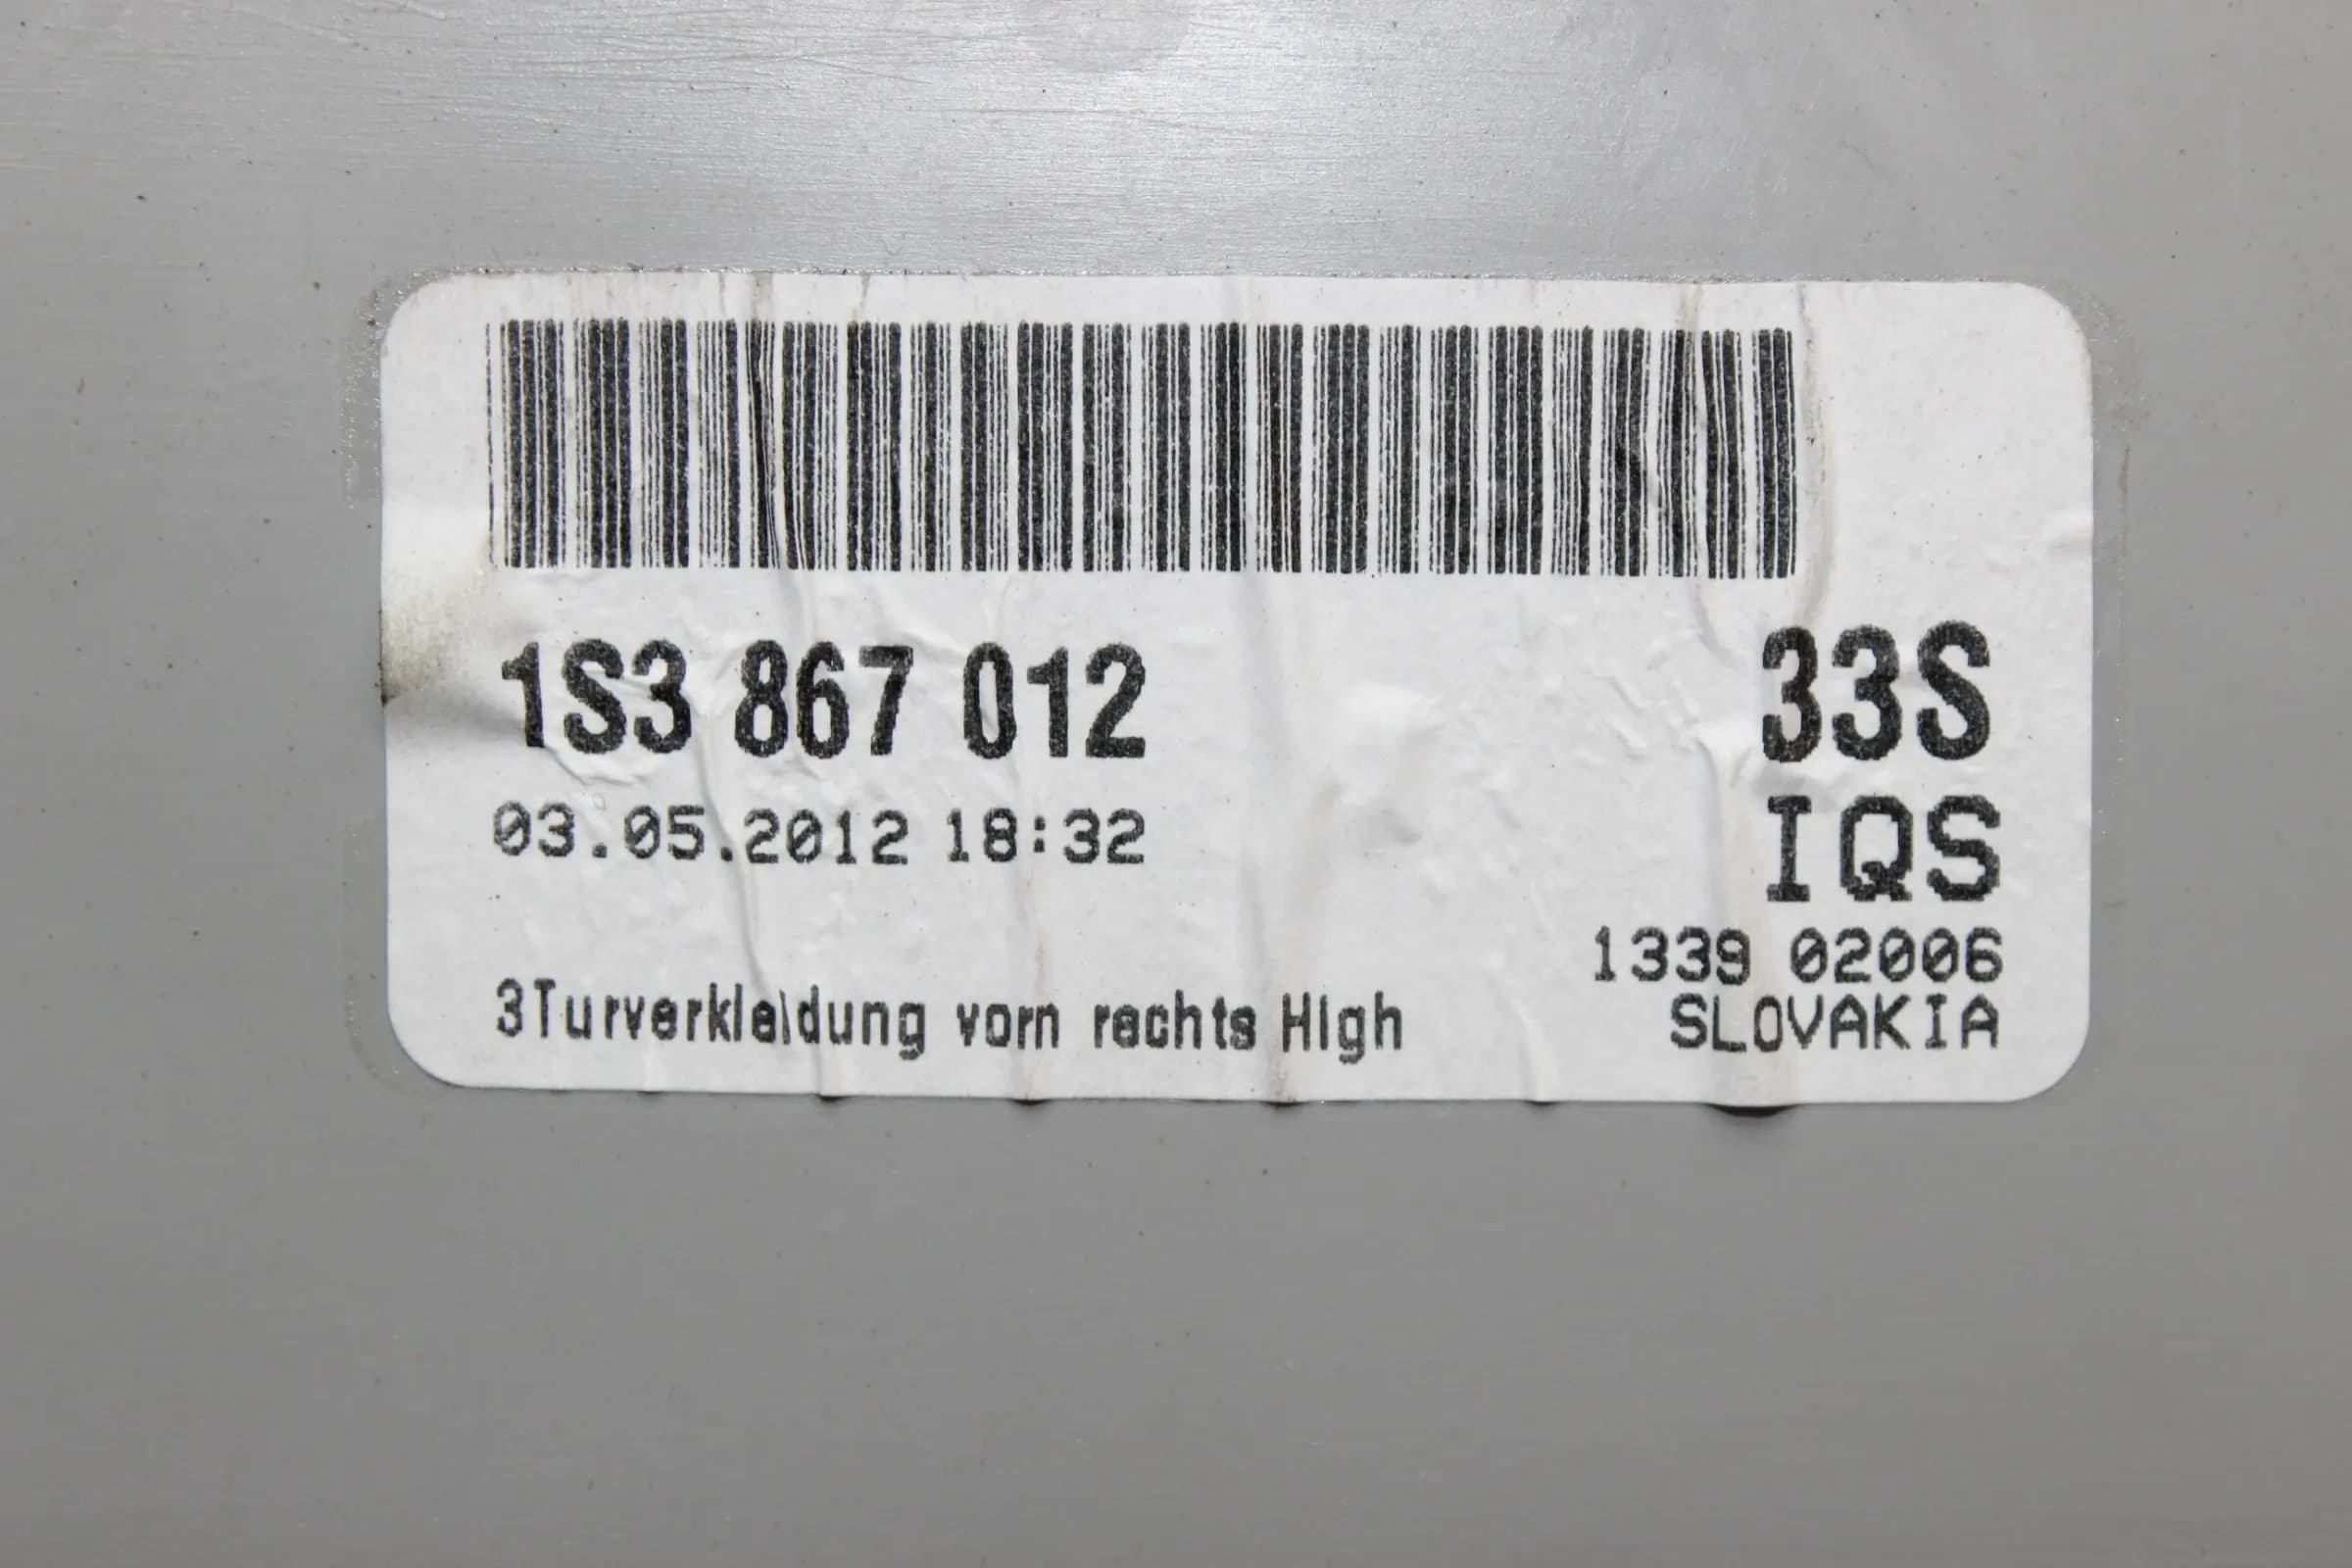 1S3 867 012 33S
03.05.2012 18:32 IQS
1339 02006
3Turverkleidung vorn rechts High SLOVAKIA